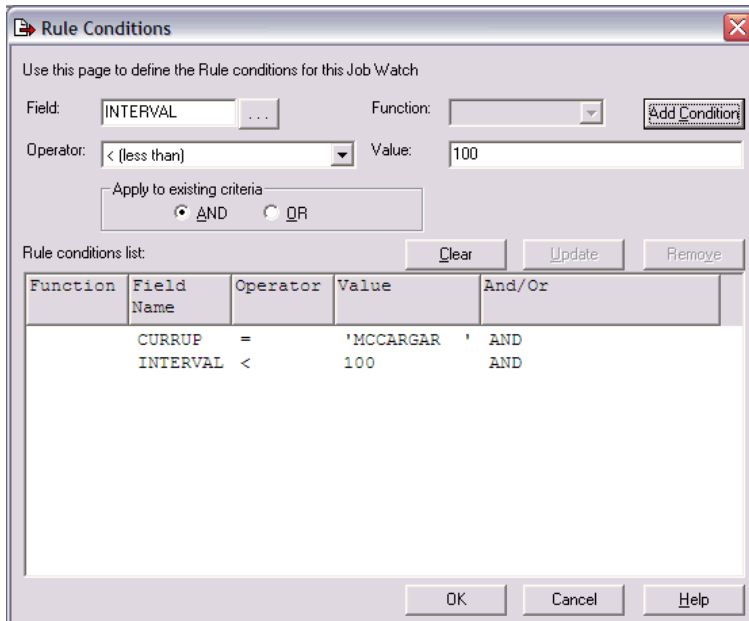 Rule Conditions
Use this page to define the Rule conditions for this Job Watch
Field: INTERVAL ... Function: Add Condition
Operator: < (less than) Value: 100
Apply to existing criteria
AND OR
Rule conditions list: Clear Update Remove
Function Field Name Operator Value And/Or
CURRUP = 'MCCARGAR ' AND
INTERVAL < 100 AND
OK Cancel Help